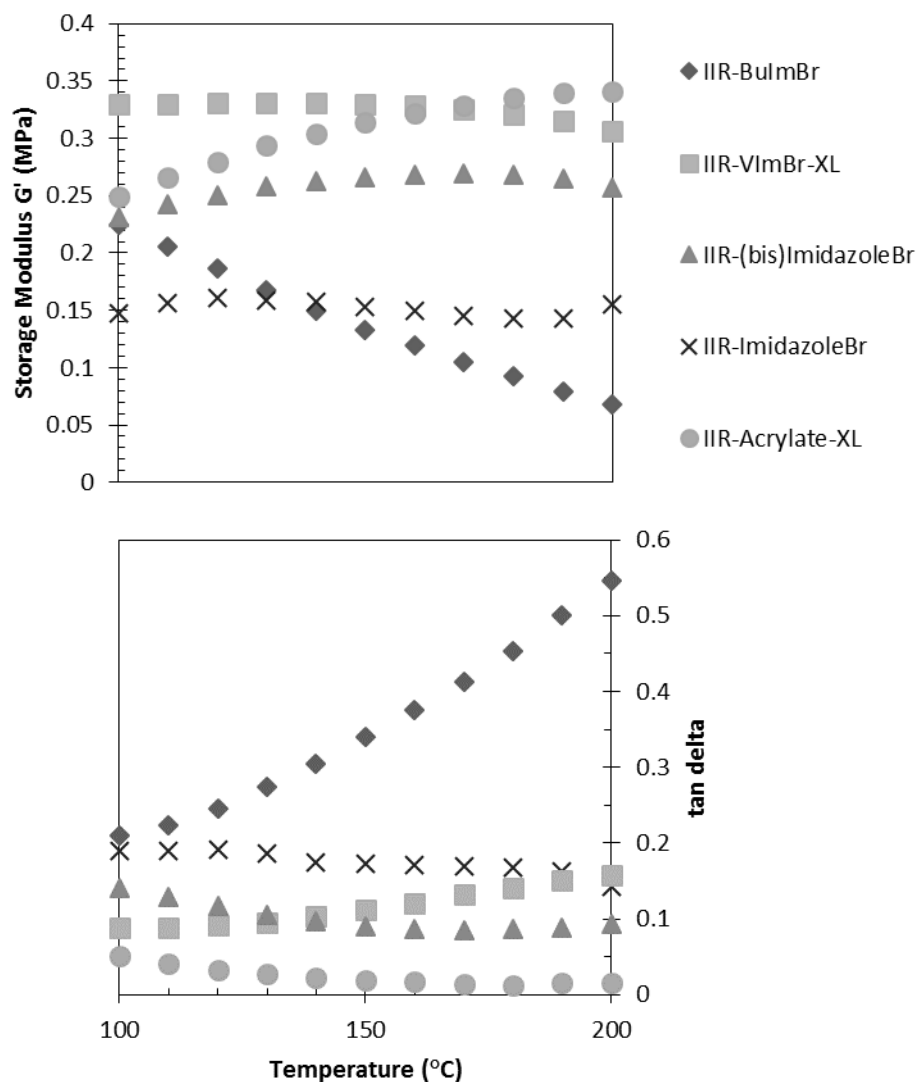 0.4
0.35
0.3
0.25
0.2
0.15
0.1
0.05
0
Storage Modulus G' (MPa)
IIR-BuImBr
IIR-VImBr-XL
IIR-(bis)ImidazoleBr
IIR-ImidazoleBr
IIR-Acrylate-XL
0.6
0.5
0.4
0.3
0.2
0.1
0
tan delta
100
150
200
Temperature (°C)